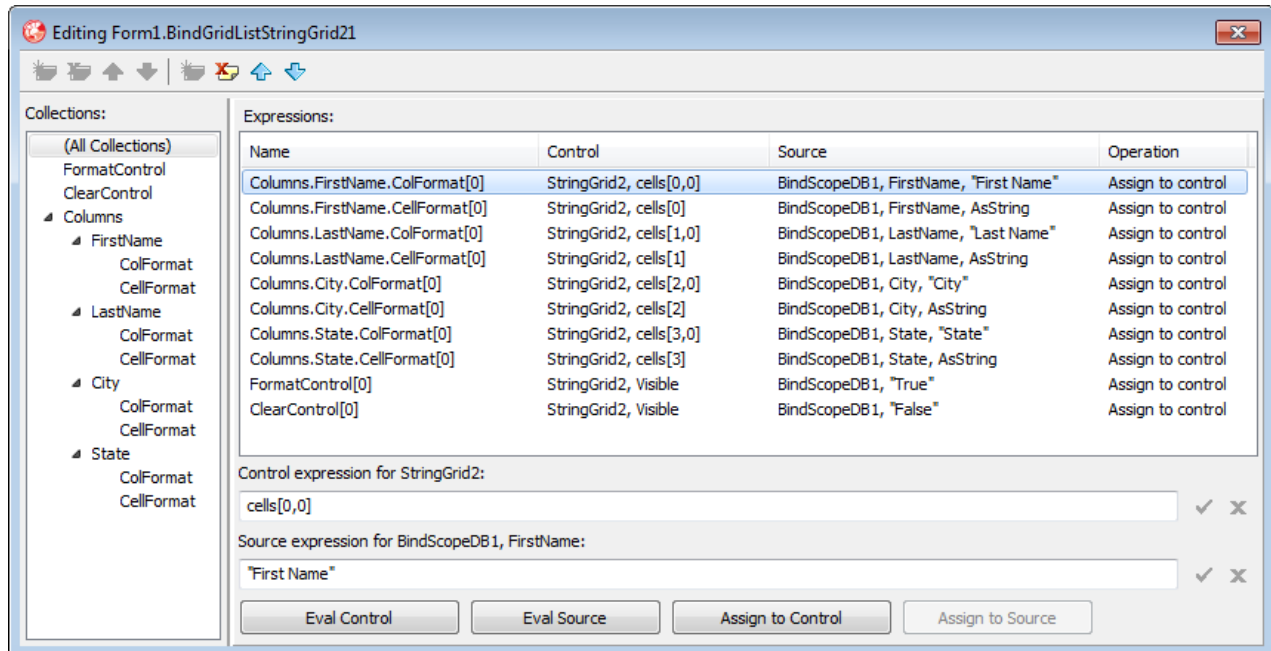 Editing Form1.BindGridListStringGrid21
Collections:
(All Collections)
FormatControl
ClearControl
Columns
FirstName
ColFormat
CellFormat
LastName
ColFormat
CellFormat
City
ColFormat
CellFormat
State
ColFormat
CellFormat
Expressions:
Name Control Source Operation
Columns.FirstName.ColFormat[0] StringGrid2, cells[0,0] BindScopeDB1, FirstName, "First Name" Assign to control
Columns.FirstName.CellFormat[0] StringGrid2, cells[0] BindScopeDB1, FirstName, AsString Assign to control
Columns.LastName.ColFormat[0] StringGrid2, cells[1,0] BindScopeDB1, LastName, "Last Name" Assign to control
Columns.LastName.CellFormat[0] StringGrid2, cells[1] BindScopeDB1, LastName, AsString Assign to control
Columns.City.ColFormat[0] StringGrid2, cells[2,0] BindScopeDB1, City, "City" Assign to control
Columns.City.CellFormat[0] StringGrid2, cells[2] BindScopeDB1, City, AsString Assign to control
Columns.State.ColFormat[0] StringGrid2, cells[3,0] BindScopeDB1, State, "State" Assign to control
Columns.State.CellFormat[0] StringGrid2, cells[3] BindScopeDB1, State, AsString Assign to control
FormatControl[0] StringGrid2, Visible BindScopeDB1, "True" Assign to control
ClearControl[0] StringGrid2, Visible BindScopeDB1, "False" Assign to control
Control expression for StringGrid2:
cells[0,0]
Source expression for BindScopeDB1, FirstName:
"First Name"
Eval Control Eval Source Assign to Control Assign to Source